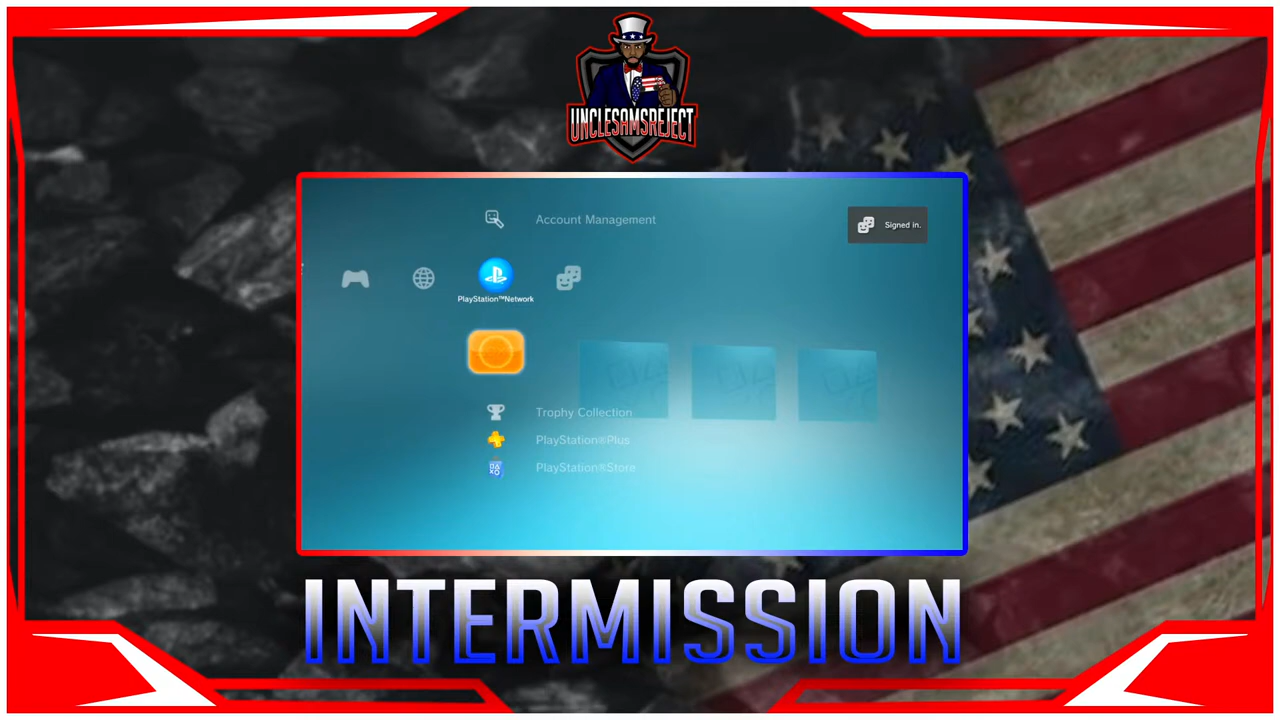 UNCLESAMSREJECT
Account Management
Signed in.
PlayStation™Network
Trophy Collection
PlayStation®Plus
PlayStation®Store
INTERMISSION